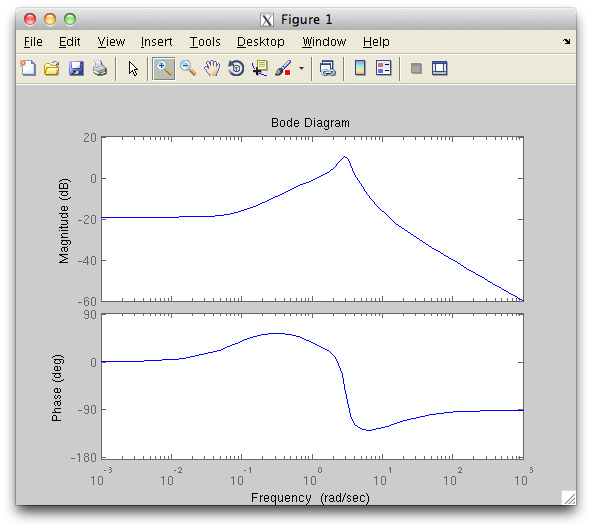 Figure 1
File Edit View Insert Tools Desktop Window Help
Bode Diagram
20
0
-20
-40
-60
Magnitude (dB)
90
0
-90
-180
Phase (deg)
10^-3 10^-2 10^-1 10^0 10^1 10^2 10^3
Frequency (rad/sec)